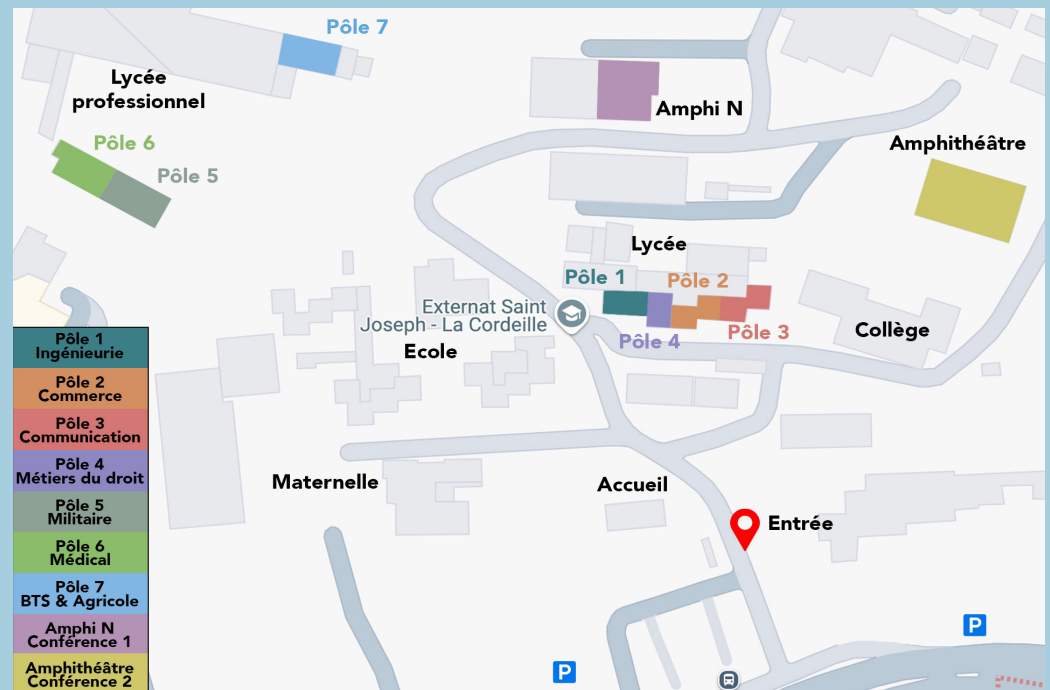 Pôle 7
Lycée
professionnel
Amphi N
Pôle 6
Amphithéâtre
Pôle 5
Lycée
Pôle 1
Pôle 2
Externat Saint
Joseph - La Cordeille
Pôle 4
Pôle 3
Collège
Ecole
Maternelle
Accueil
Entrée
P
P
Pôle 1
Ingénieurie
Pôle 2
Commerce
Pôle 3
Communication
Pôle 4
Métiers du droit
Pôle 5
Militaire
Pôle 6
Médical
Pôle 7
BTS & Agricole
Amphi N
Conférence 1
Amphithéâtre
Conférence 2